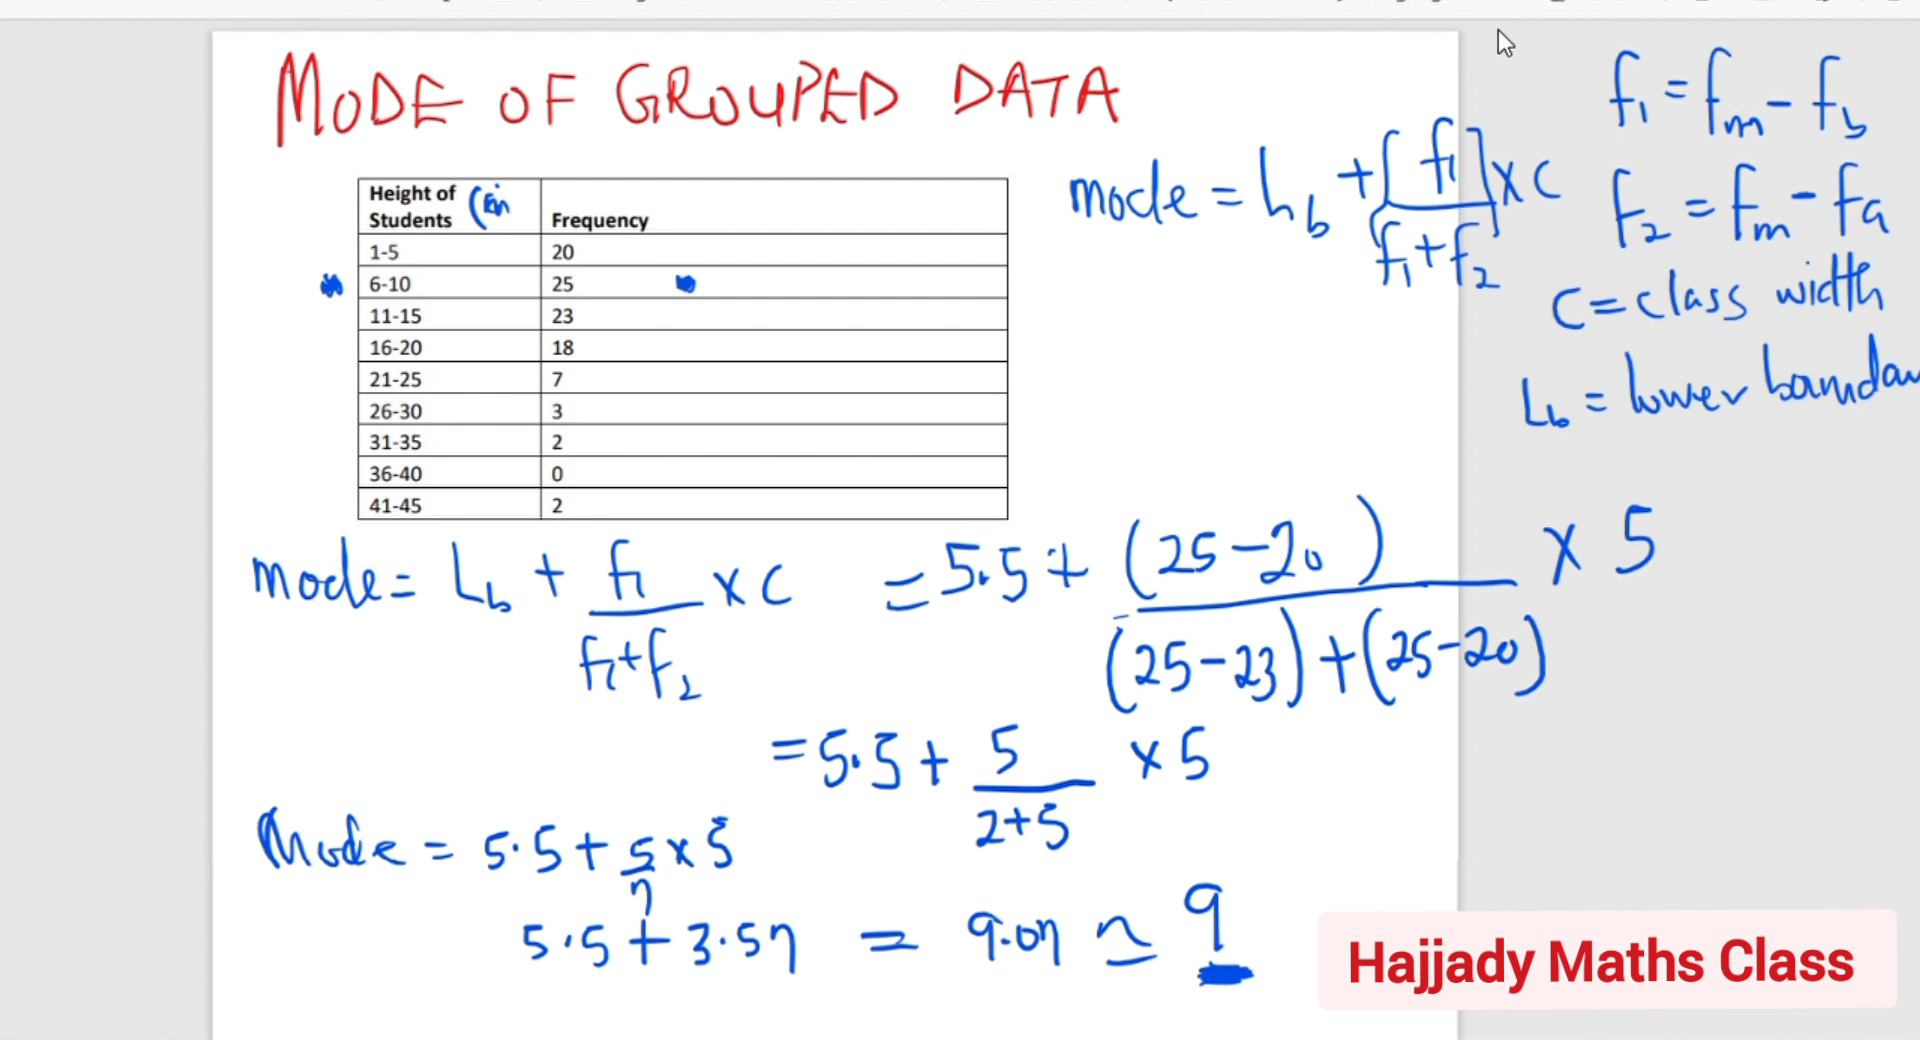 MODE OF GROUPED DATA
mode = Lb + [f1 / f1+f2] x C
f1 = fm - fb
f2 = fm - fa
C = class width
Lb = lower boundar
Height of Students (in
Frequency
1-5 20
6-10 25
11-15 23
16-20 18
21-25 7
26-30 3
31-35 2
36-40 0
41-45 2
mode = Lb + f1 / f1+f2 x C = 5.5 + (25-20) / (25-23)+(25-20) x 5
= 5.5 + 5 / 2+5 x 5
Mode = 5.5 + 5/7 x 5
5.5 + 3.57 = 9.07 ≃ 9
Hajjady Maths Class